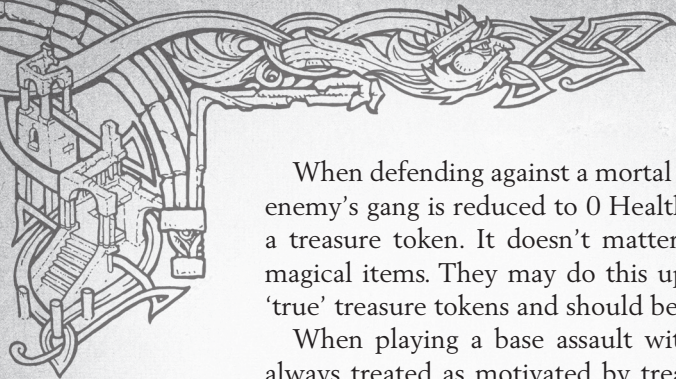 When defending against a mortal
enemy’s gang is reduced to 0 Healt
a treasure token. It doesn’t matter
magical items. They may do this up
‘true’ treasure tokens and should be
When playing a base assault wit
always treated as motivated by trea